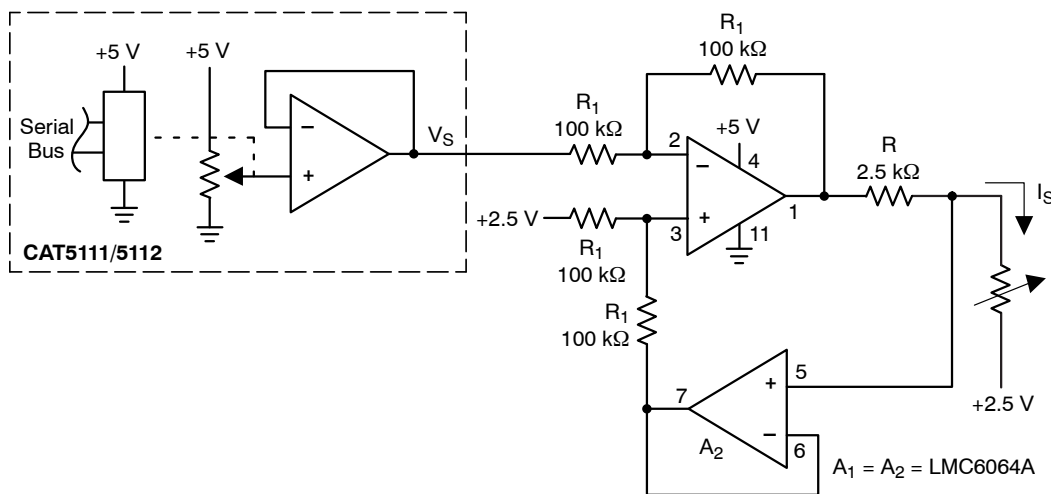 +5 V
+5 V
Serial
Bus
−
+
V_S
CAT5111/5112
R_1
100 kΩ
R_1
100 kΩ
2
+5 V
−
4
+2.5 V
+
3
11
1
R_1
100 kΩ
R
2.5 kΩ
I_S
R_1
100 kΩ
7
+
5
−
6
A_2
+2.5 V
A_1 = A_2 = LMC6064A